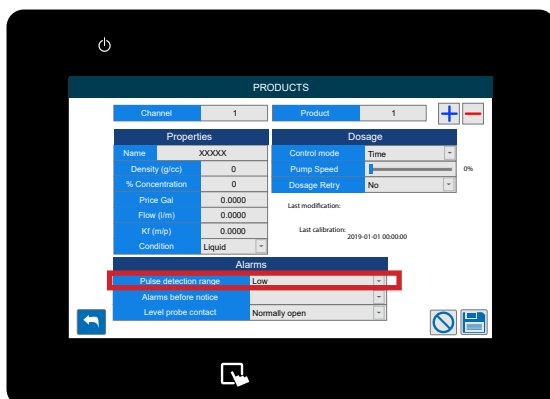 PRODUCTS
Channel 1 Product 1
Properties
Name XXXXX
Density (g/cc) 0
% Concentration 0
Price Gal 0.0000
Flow (l/m) 0.0000
Kf (m/p) 0.0000
Condition Liquid
Dosage
Control mode Time
Pump Speed 0%
Dosage Retry No
Last modification:
Last calibration:
2019-01-01 00:00:00
Alarms
Pulse detection range Low
Alarms before notice
Level probe contact Normally open